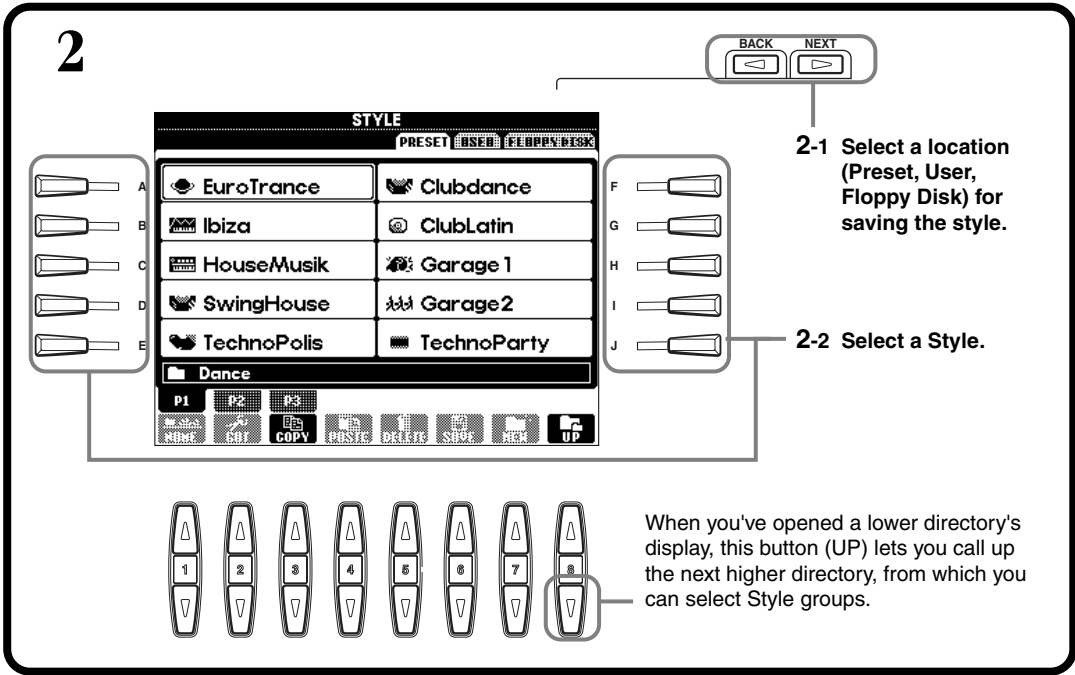 2
BACK NEXT
STYLE
PRESET USER FLOPPY DISK
2-1 Select a location
(Preset, User,
Floppy Disk) for
saving the style.
A EuroTrance Clubdance F
B Ibiza ClubLatin G
C HouseMusik Garage1 H
D SwingHouse Garage2 I
E TechnoPolis TechnoParty J
2-2 Select a Style.
Dance
P1 P2 P3
NAME CUT COPY PASTE DELETE SAVE NEW UP
1 2 3 4 5 6 7 8
When you've opened a lower directory's
display, this button (UP) lets you call up
the next higher directory, from which you
can select Style groups.